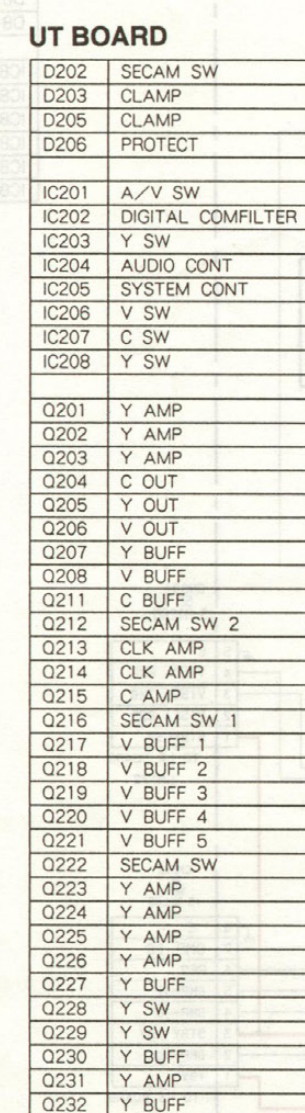 UT BOARD
D202 SECAM SW
D203 CLAMP
D205 CLAMP
D206 PROTECT
IC201 A/V SW
IC202 DIGITAL COMFILTER
IC203 Y SW
IC204 AUDIO CONT
IC205 SYSTEM CONT
IC206 V SW
IC207 C SW
IC208 Y SW
Q201 Y AMP
Q202 Y AMP
Q203 Y AMP
Q204 C OUT
Q205 Y OUT
Q206 V OUT
Q207 Y BUFF
Q208 V BUFF
Q211 C BUFF
Q212 SECAM SW 2
Q213 CLK AMP
Q214 CLK AMP
Q215 C AMP
Q216 SECAM SW 1
Q217 V BUFF 1
Q218 V BUFF 2
Q219 V BUFF 3
Q220 V BUFF 4
Q221 V BUFF 5
Q222 SECAM SW
Q223 Y AMP
Q224 Y AMP
Q225 Y AMP
Q226 Y AMP
Q227 Y BUFF
Q228 Y SW
Q229 Y SW
Q230 Y BUFF
Q231 Y AMP
Q232 Y BUFF